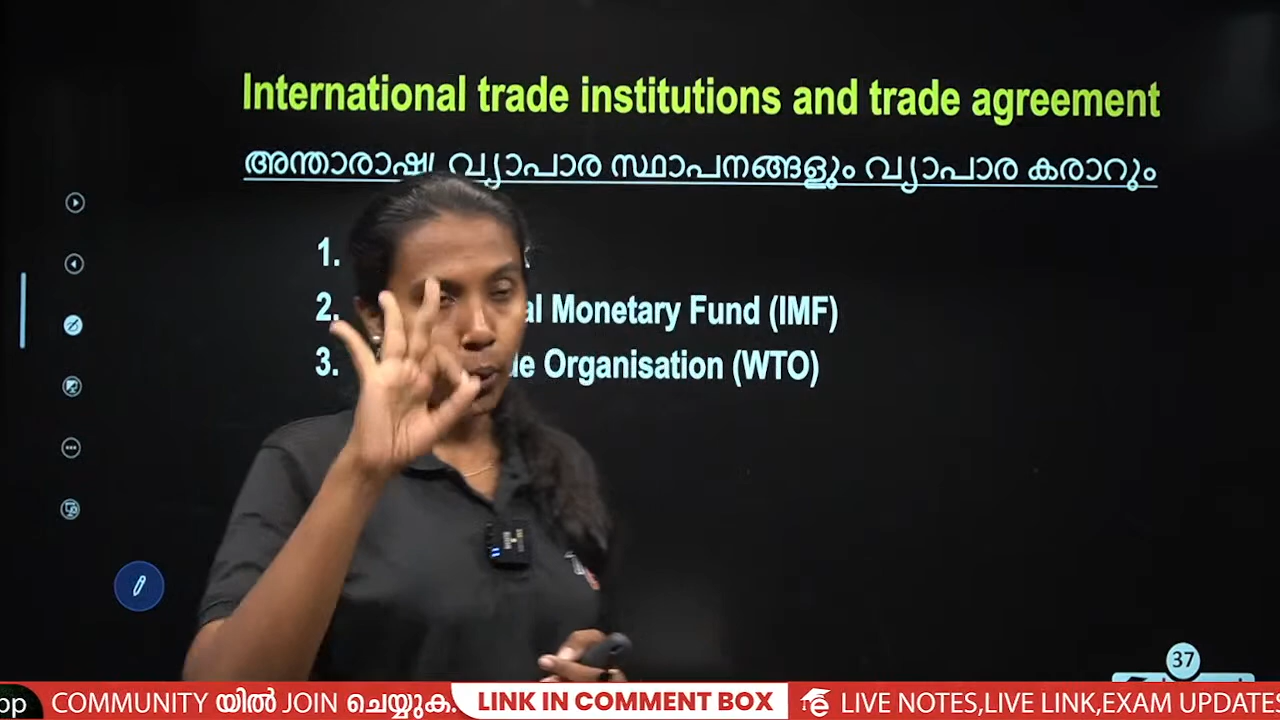 International trade institutions and trade agreement
വ്യാപാര സ്ഥാപനങ്ങളും വ്യാപാര കരാറും
1.
2. al Monetary Fund (IMF)
3. de Organisation (WTO)
37
pp COMMUNITY യിൽ JOIN ചെയ്യുക. LINK IN COMMENT BOX LIVE NOTES,LIVE LINK,EXAM UPDATES